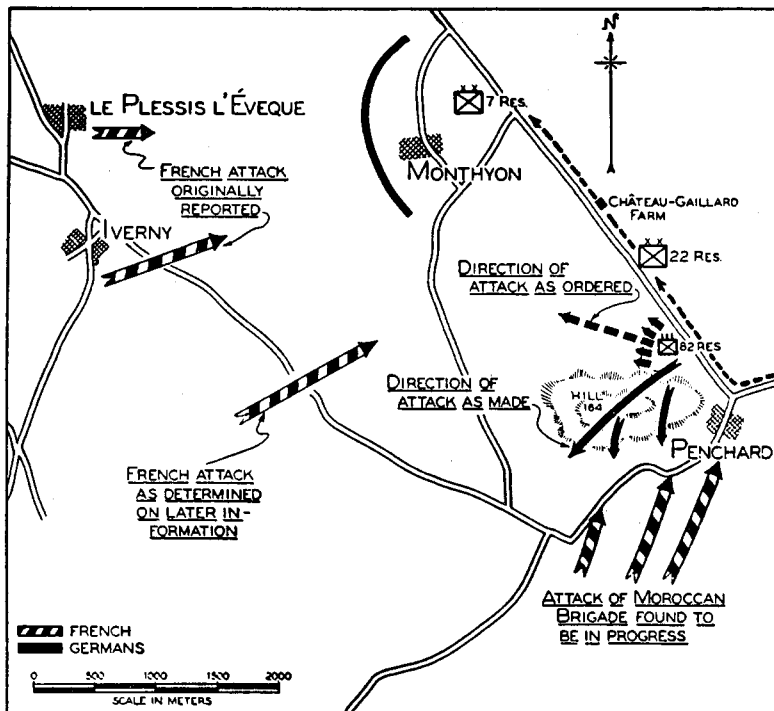 N
LE PLESSIS L'ÉVEQUE
FRENCH ATTACK
ORIGINALLY
REPORTED
IVERNY
7 RES.
MONTHYON
CHÂTEAU-GAILLARD
FARM
22 RES.
DIRECTION OF
ATTACK AS ORDERED
82 RES
DIRECTION OF
ATTACK AS MADE
HILL
164
PENCHARD
FRENCH ATTACK
AS DETERMINED
ON LATER IN-
FORMATION
ATTACK OF MOROCCAN
BRIGADE FOUND TO
BE IN PROGRESS
FRENCH
GERMANS
0 500 1000 1500 2000
SCALE IN METERS